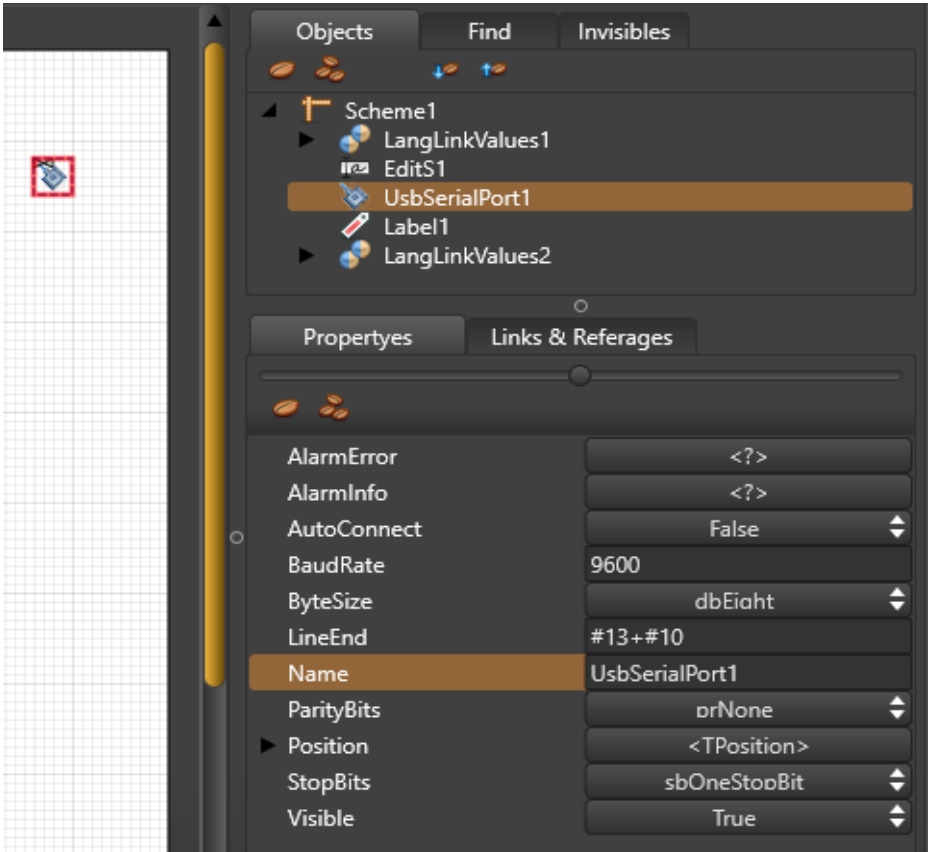 Objects Find Invisibles
Scheme1
LangLinkValues1
EditS1
UsbSerialPort1
Label1
LangLinkValues2
Propertyes Links & Referages
AlarmError <?>
AlarmInfo <?>
AutoConnect False
BaudRate 9600
ByteSize dbEight
LineEnd #13+#10
Name UsbSerialPort1
ParityBits prNone
Position <TPosition>
StopBits sbOneStopBit
Visible True